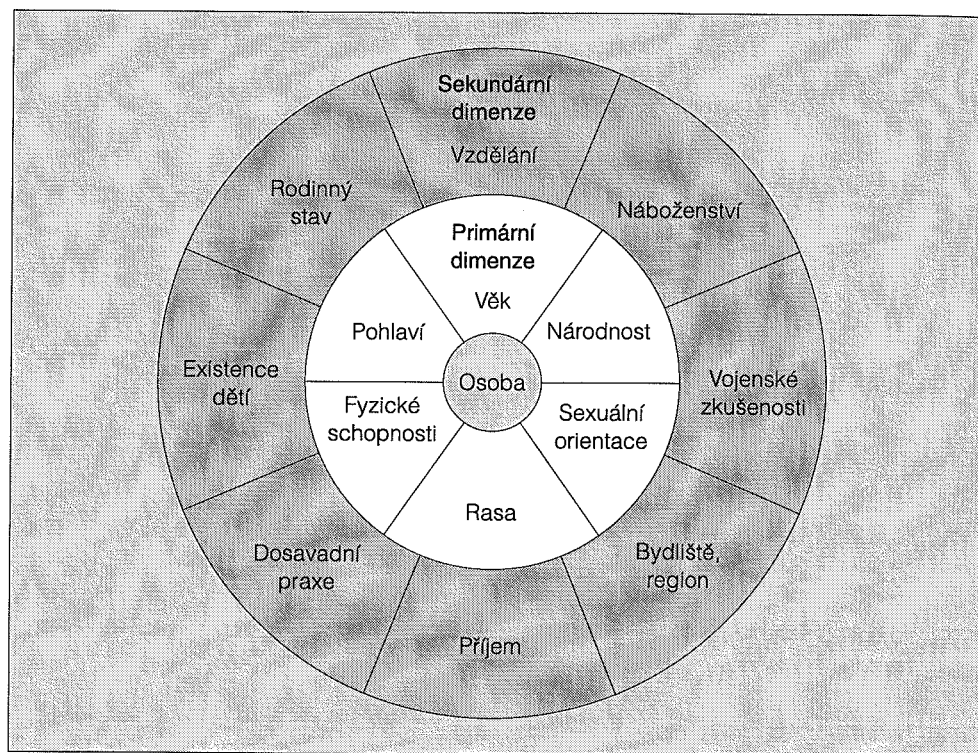 Sekundární
dimenze
Vzdělání
Náboženství
Vojenské
zkušenosti
Bydliště,
region
Příjem
Dosavadní
praxe
Existence
dětí
Rodinný
stav
Primární
dimenze
Věk
Národnost
Sexuální
orientace
Rasa
Fyzické
schopnosti
Pohlaví
Osoba